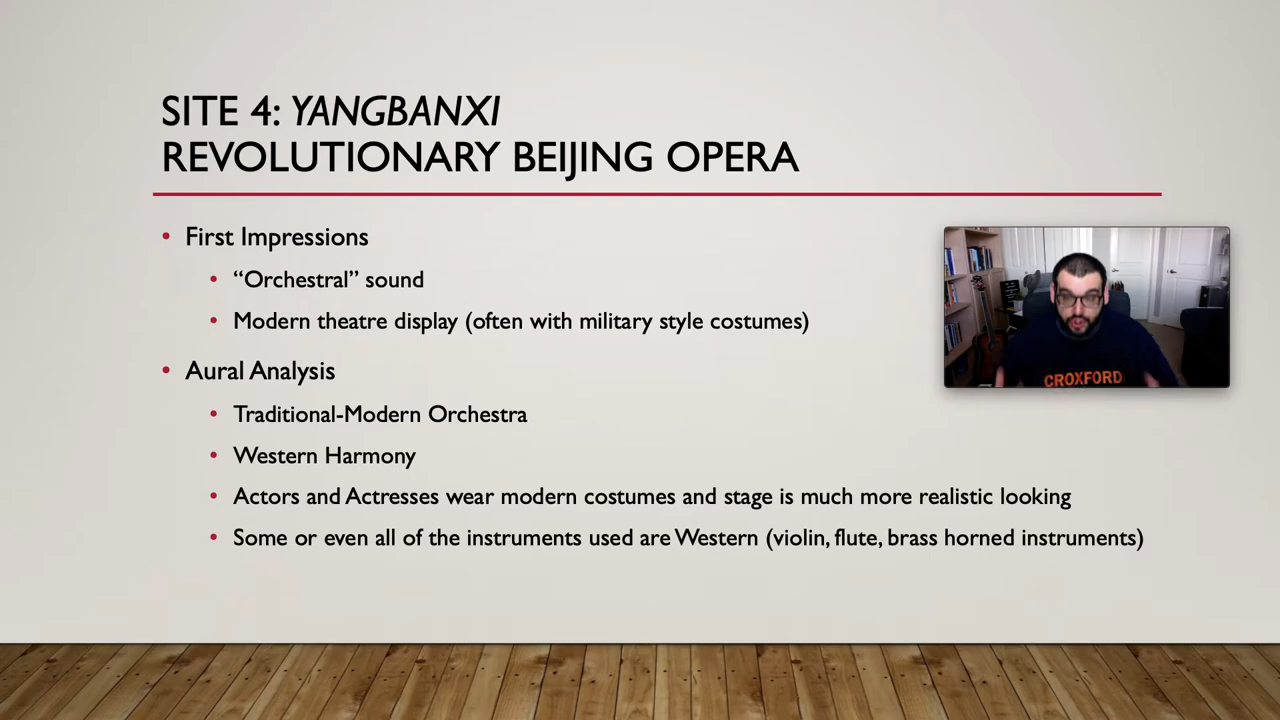 SITE 4: YANGBANXI
REVOLUTIONARY BEIJING OPERA
• First Impressions
• “Orchestral” sound
• Modern theatre display (often with military style costumes)
• Aural Analysis
• Traditional-Modern Orchestra
• Western Harmony
• Actors and Actresses wear modern costumes and stage is much more realistic looking
• Some or even all of the instruments used are Western (violin, flute, brass horned instruments)
CROXFORD